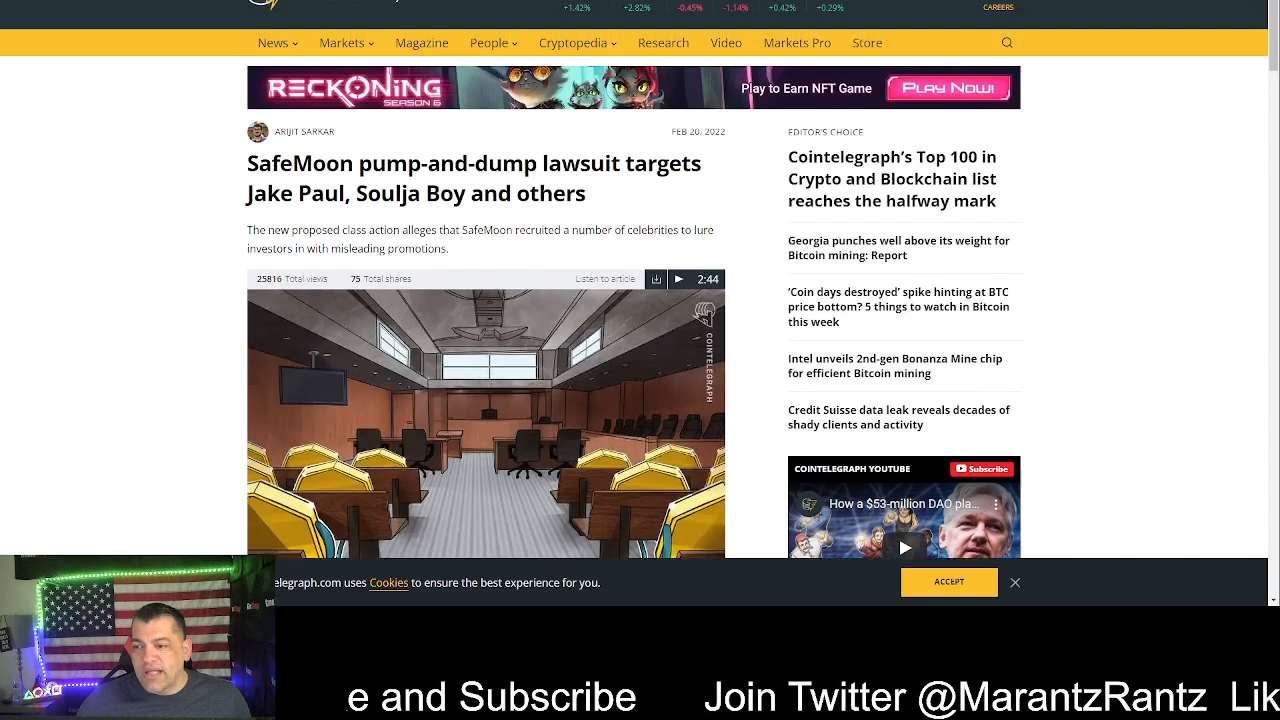 +1,42% +2,82% -0,45% -1,14% +0,42% +0,29%
CAREERS
News Markets Magazine People Cryptopedia Research Video Markets Pro Store
RECKONING
SEASON 6
Play to Earn NFT Game
PLAY NOW!
ARIJIT SARKAR
FEB 20, 2022
SafeMoon pump-and-dump lawsuit targets
Jake Paul, Soulja Boy and others
The new proposed class action alleges that SafeMoon recruited a number of celebrities to lure
investors in with misleading promotions.
25816 Total views 75 Total shares
Listen to article
2:44
COINTELEGRAPH
EDITOR'S CHOICE
Cointelegraph's Top 100 in
Crypto and Blockchain list
reaches the halfway mark
Georgia punches well above its weight for
Bitcoin mining: Report
'Coin days destroyed' spike hinting at BTC
price bottom? 5 things to watch in Bitcoin
this week
Intel unveils 2nd-gen Bonanza Mine chip
for efficient Bitcoin mining
Credit Suisse data leak reveals decades of
shady clients and activity
COINTELEGRAPH YOUTUBE
Subscribe
How a $53-million DAO pla...
elegraph.com uses Cookies to ensure the best experience for you.
ACCEPT
e and Subscribe Join Twitter @MarantzRantz Lik